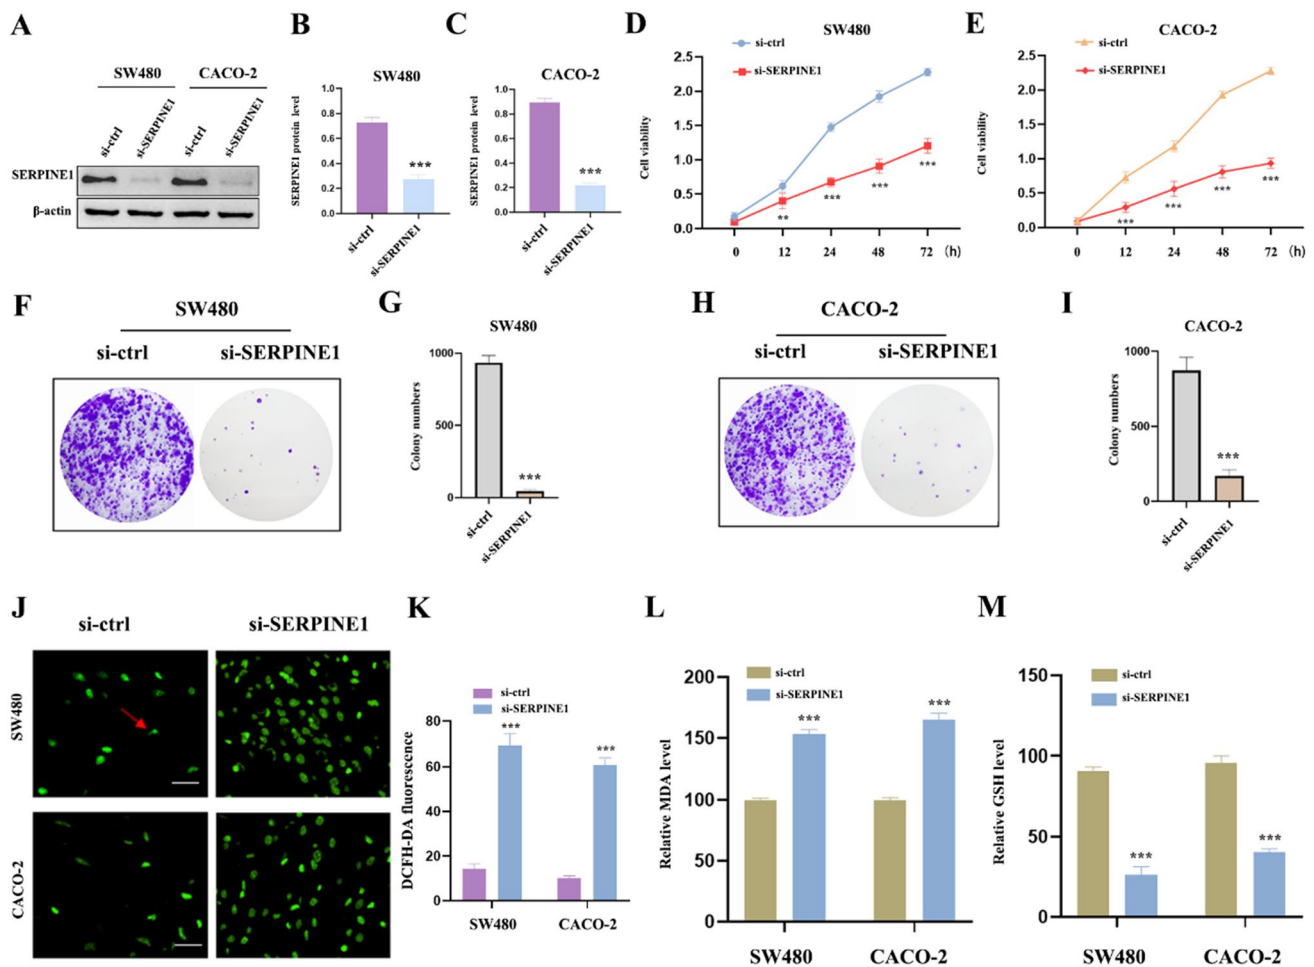 A
SW480 CACO-2
si-ctrl si-SERPINE1 si-ctrl si-SERPINE1
SERPINE1
β-actin
B
SW480
SERPINE1 protein level
1.0
0.8
0.6
0.4
0.2
0.0
***
si-ctrl si-SERPINE1
C
CACO-2
SERPINE1 protein level
1.0
0.8
0.6
0.4
0.2
0.0
***
si-ctrl si-SERPINE1
D
SW480
si-ctrl
si-SERPINE1
Cell viability
2.5
2.0
1.5
1.0
0.5
0.0
** *** *** ***
0 12 24 48 72 (h)
E
CACO-2
si-ctrl
si-SERPINE1
Cell viability
2.5
2.0
1.5
1.0
0.5
0.0
*** *** *** ***
0 12 24 48 72 (h)
F
SW480
si-ctrl si-SERPINE1
G
SW480
Colony numbers
1000
500
0
***
si-ctrl si-SERPINE1
H
CACO-2
si-ctrl si-SERPINE1
I
CACO-2
Colony numbers
1000
500
0
***
si-ctrl si-SERPINE1
J
si-ctrl si-SERPINE1
SW480
CACO-2
K
si-ctrl
si-SERPINE1
DCFH-DA fluorescence
80
60
40
20
0
*** ***
SW480 CACO-2
L
si-ctrl
si-SERPINE1
Relative MDA level
200
150
100
50
0
*** ***
SW480 CACO-2
M
si-ctrl
si-SERPINE1
Relative GSH level
150
100
50
0
*** ***
SW480 CACO-2